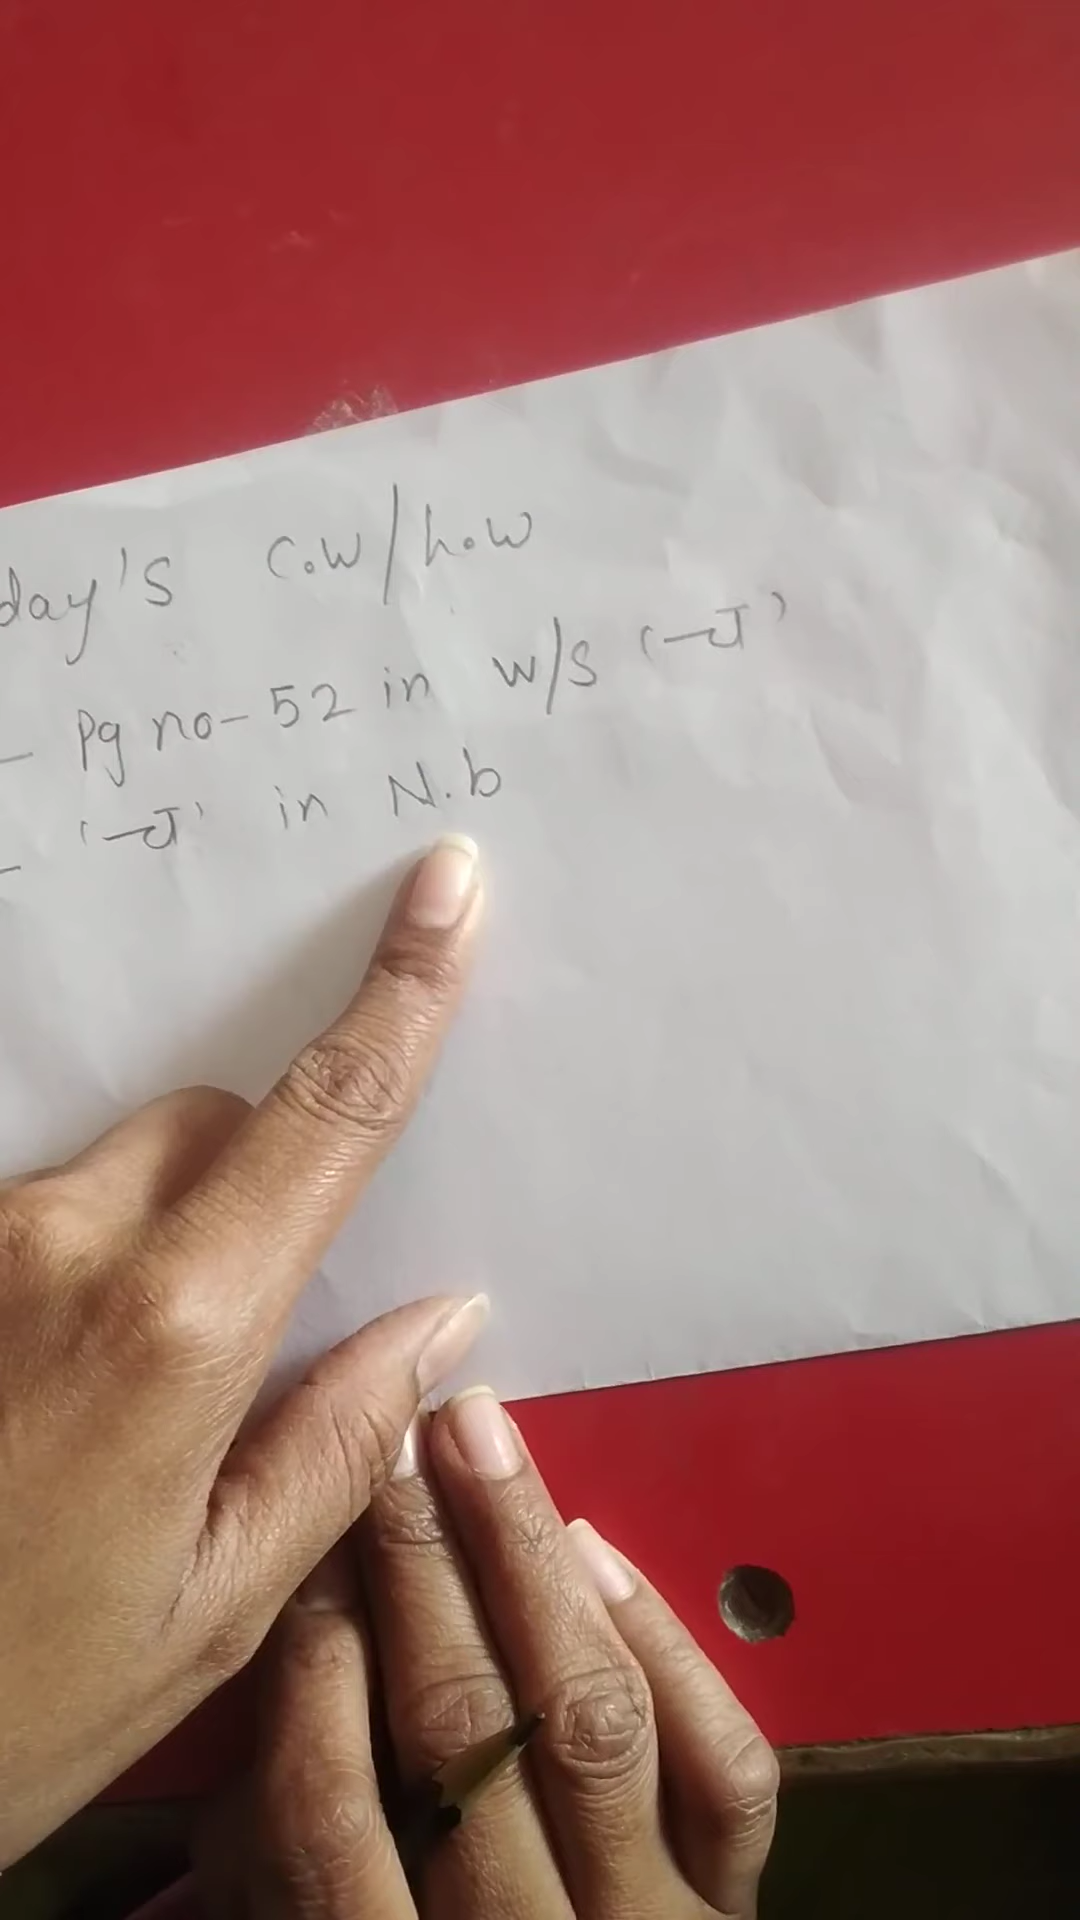 day's C.W/h.w
- Pg no-52 in w/s '
- ' in N.b